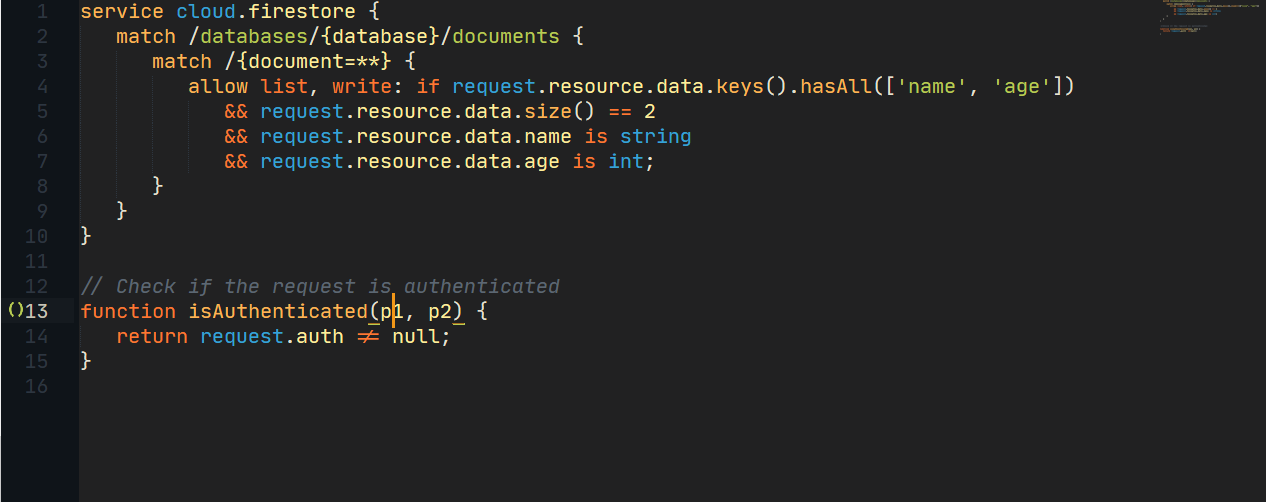 1 service cloud.firestore {
2 match /databases/{database}/documents {
3 match /{document=**} {
4 allow list, write: if request.resource.data.keys().hasAll(['name', 'age'])
5 && request.resource.data.size() == 2
6 && request.resource.data.name is string
7 && request.resource.data.age is int;
8 }
9 }
10 }
11
12 // Check if the request is authenticated
()13 function isAuthenticated(p1, p2) {
14 return request.auth ≠ null;
15 }
16